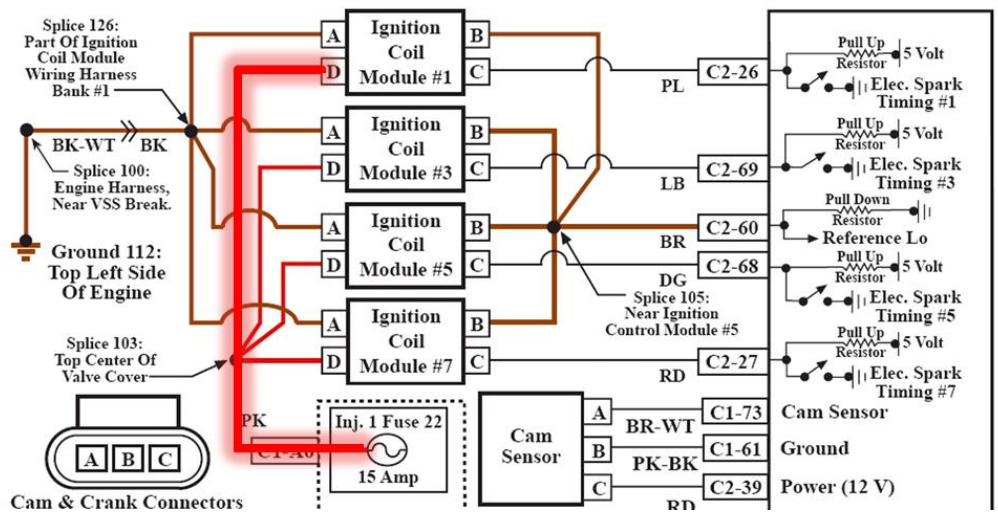 Splice 126:
Part Of Ignition
Coil Module
Wiring Harness
Bank #1
BK-WT
BK
Splice 100:
Engine Harness,
Near VSS Break.
Ground 112:
Top Left Side
Of Engine
Splice 103:
Top Center Of
Valve Cover
A
D
Ignition
Coil
Module #1
B
C
A
D
Ignition
Coil
Module #3
B
C
A
D
Ignition
Coil
Module #5
B
C
A
D
Ignition
Coil
Module #7
B
C
PL
C2-26
LB
C2-69
BR
C2-60
DG
C2-68
Splice 105:
Near Ignition
Control Module #5
RD
C2-27
Pull Up
Resistor
5 Volt
Elec. Spark
Timing #1
Pull Up
Resistor
5 Volt
Elec. Spark
Timing #3
Pull Down
Resistor
Reference Lo
Pull Up
Resistor
5 Volt
Elec. Spark
Timing #5
Pull Up
Resistor
5 Volt
Elec. Spark
Timing #7
A B C
Cam & Crank Connectors
PK
Inj. 1 Fuse 22
15 Amp
Cam
Sensor
A
BR-WT
C1-73
Cam Sensor
B
PK-BK
C1-61
Ground
C
RD
C2-39
Power (12 V)